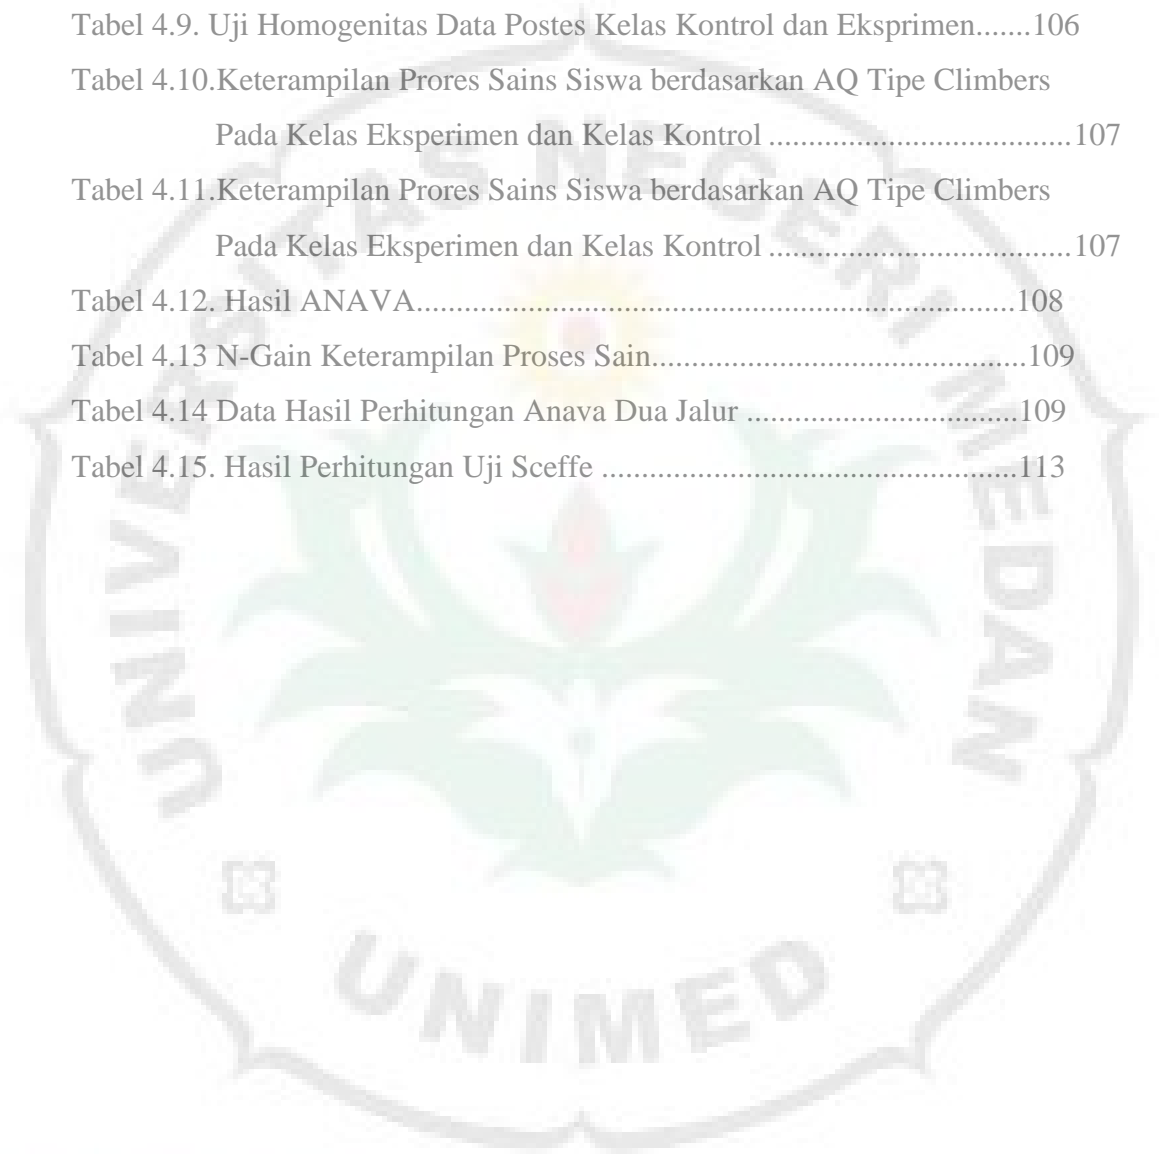 Tabel 4.9. Uji Homogenitas Data Postes Kelas Kontrol dan Eksprimen.......106
Tabel 4.10.Keterampilan Prores Sains Siswa berdasarkan AQ Tipe Climbers
Pada Kelas Eksperimen dan Kelas Kontrol .......................................107
Tabel 4.11.Keterampilan Prores Sains Siswa berdasarkan AQ Tipe Climbers
Pada Kelas Eksperimen dan Kelas Kontrol .......................................107
Tabel 4.12. Hasil ANAVA............................................................................108
Tabel 4.13 N-Gain Keterampilan Proses Sain................................................109
Tabel 4.14 Data Hasil Perhitungan Anava Dua Jalur ...................................109
Tabel 4.15. Hasil Perhitungan Uji Sceffe .....................................................113
UNIVERSITAS NEGERI MEDAN
UNIMED